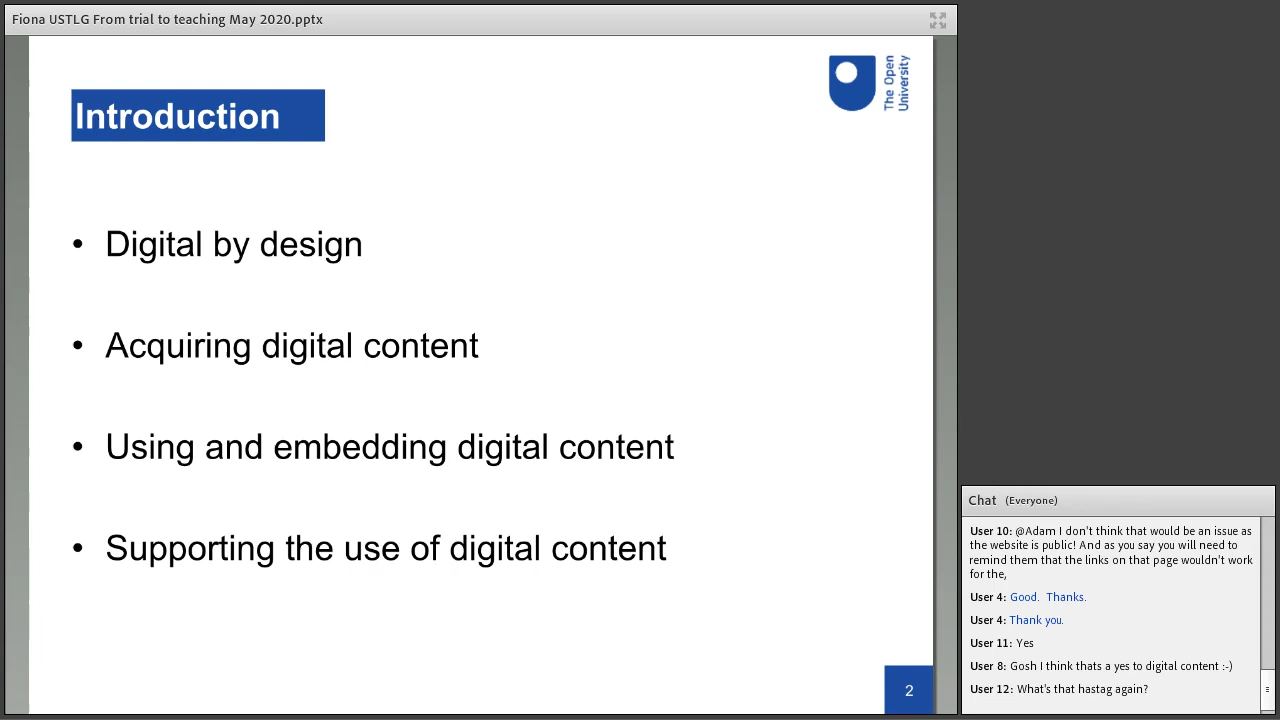 Fiona USTLG From trial to teaching May 2020.pptx
The Open
University
Introduction
• Digital by design
• Acquiring digital content
• Using and embedding digital content
• Supporting the use of digital content
2
Chat (Everyone)
User 10: @Adam I don't think that would be an issue as
the website is public! And as you say you will need to
remind them that the links on that page wouldn't work
for the,
User 4: Good. Thanks.
User 4: Thank you.
User 11: Yes
User 8: Gosh I think thats a yes to digital content :-)
User 12: What's that hastag again?